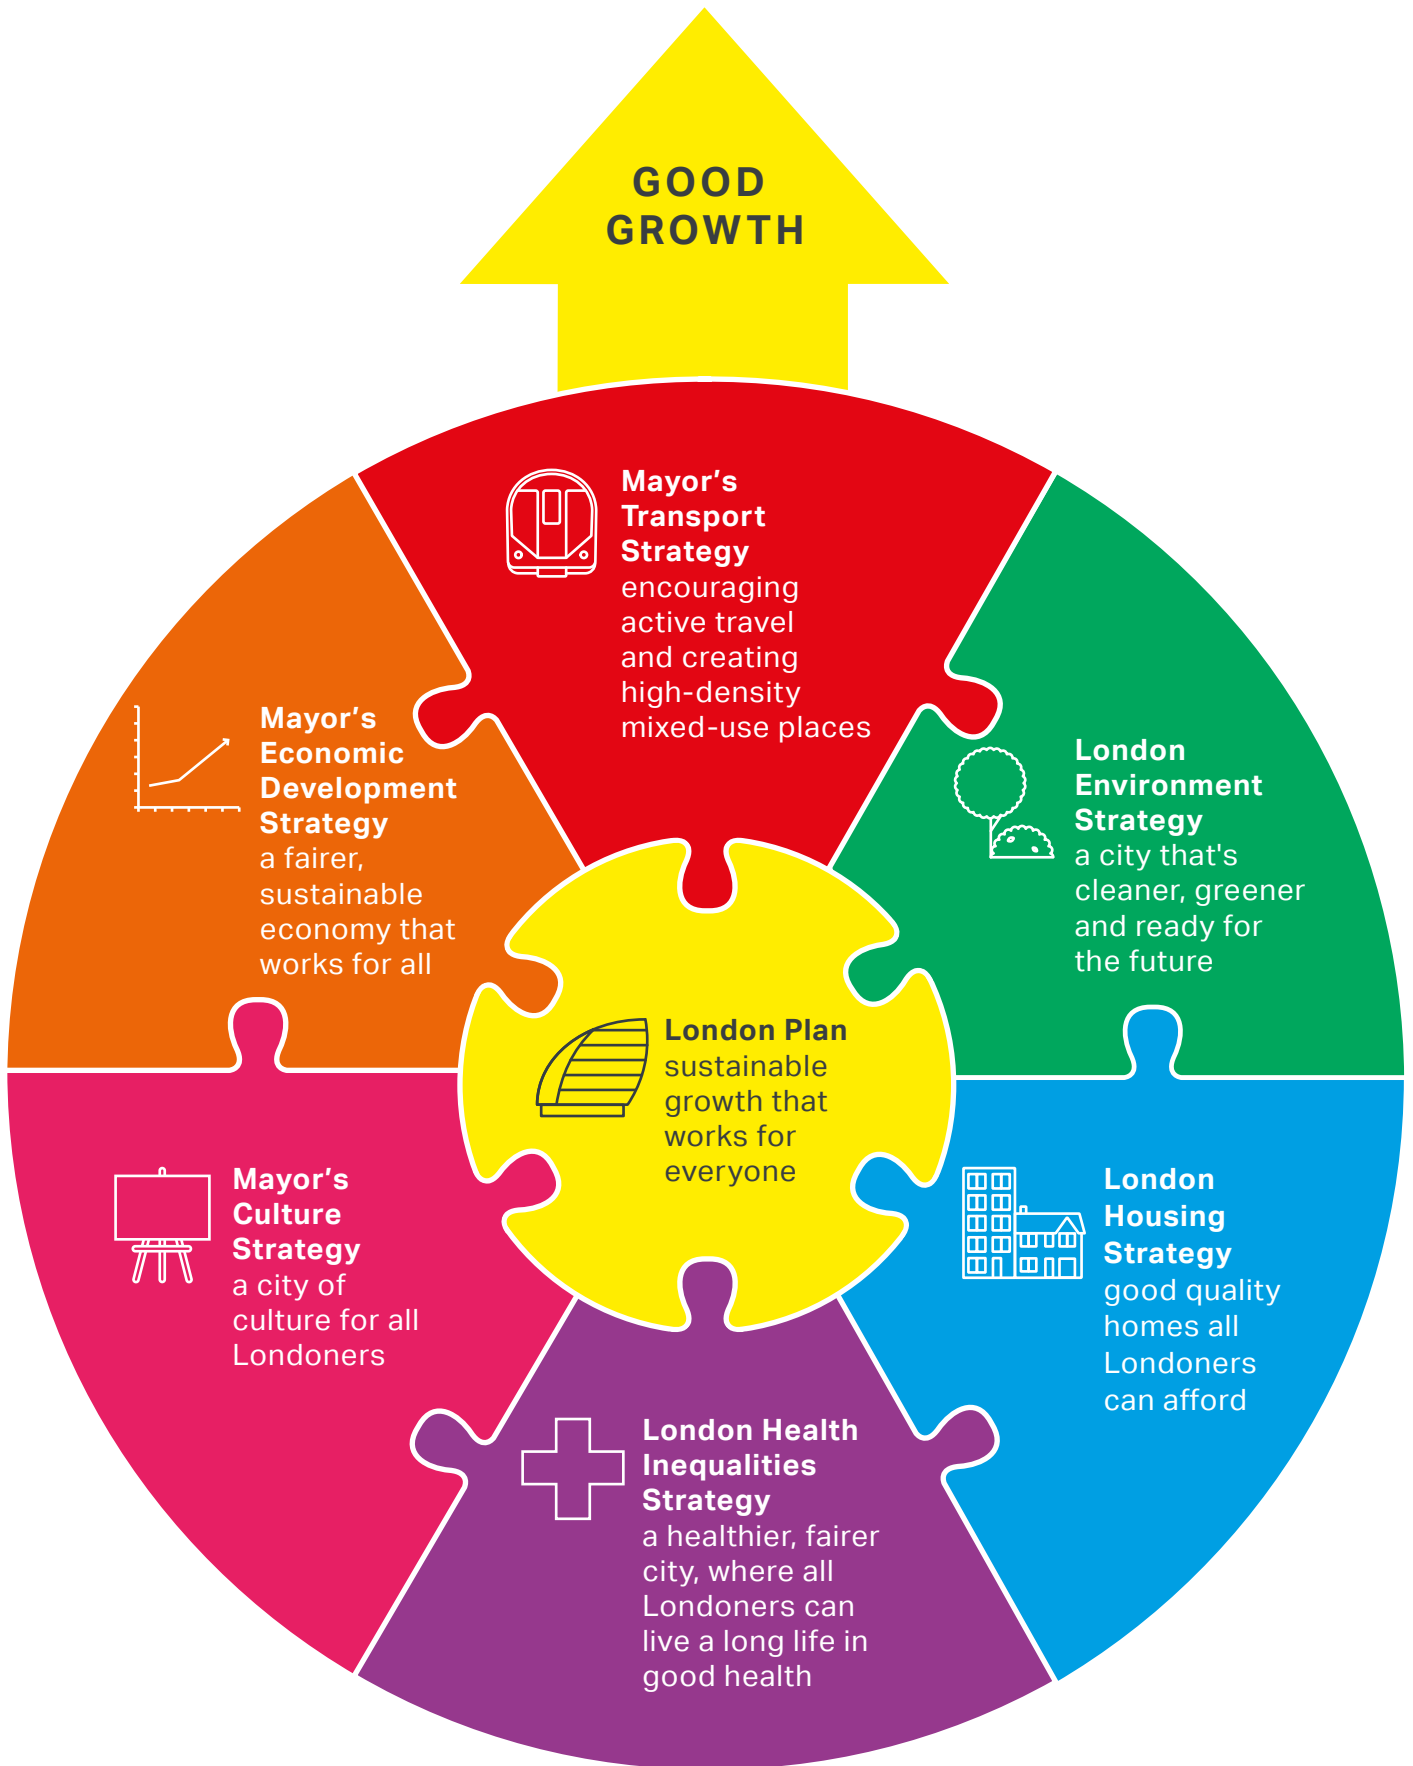 GOOD
GROWTH
Mayor’s
Transport
Strategy
encouraging
active travel
and creating
high-density
mixed-use places
Mayor’s
Economic
Development
Strategy
a fairer,
sustainable
economy that
works for all
London
Environment
Strategy
a city that's
cleaner, greener
and ready for
the future
London Plan
sustainable
growth that
works for
everyone
Mayor’s
Culture
Strategy
a city of
culture for all
Londoners
London
Housing
Strategy
good quality
homes all
Londoners
can afford
London Health
Inequalities
Strategy
a healthier, fairer
city, where all
Londoners can
live a long life in
good health